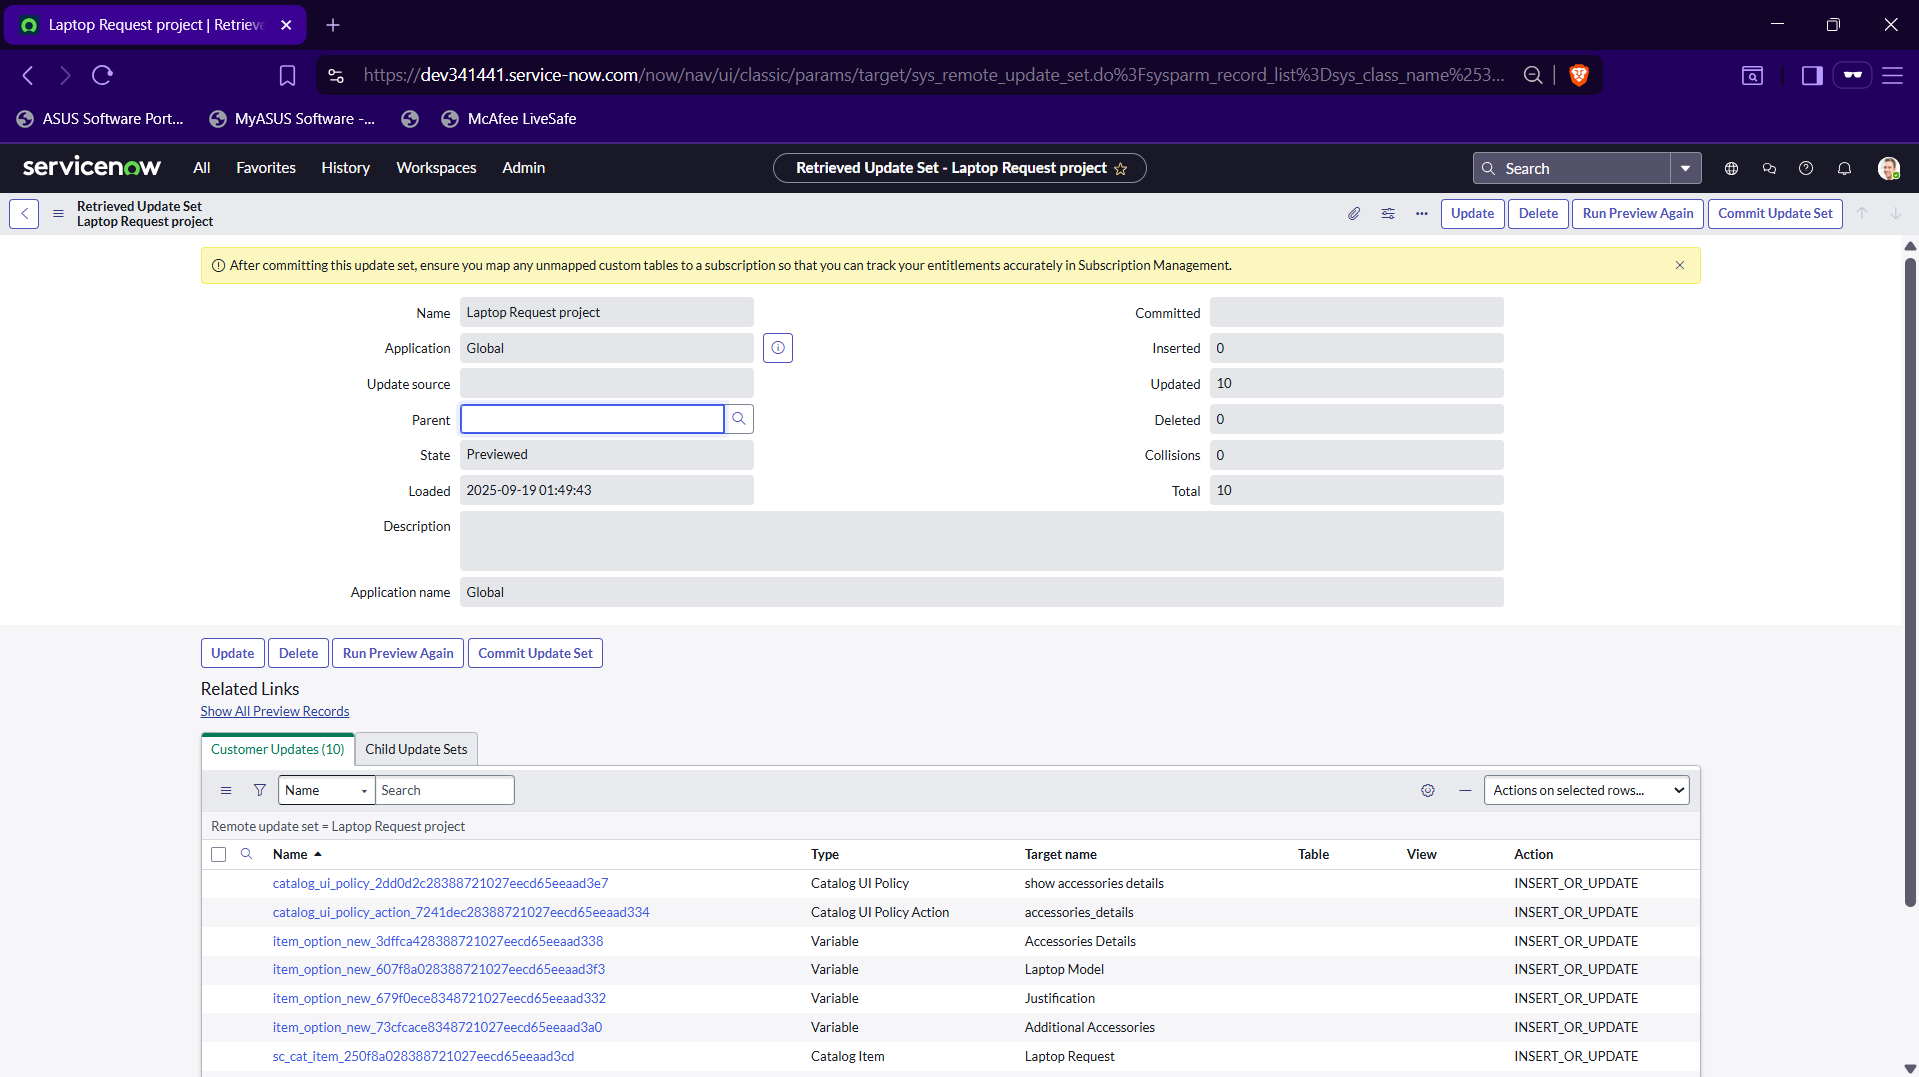 Laptop Request project | Retrieve
https://dev341441.service-now.com/now/nav/ui/classic/params/target/sys_remote_update_set.do%3Fsysparm_record_list%3Dsys_class_name%253...
ASUS Software Port... MyASUS Software -... McAfee LiveSafe
servicenow All Favorites History Workspaces Admin Retrieved Update Set - Laptop Request project Search
Retrieved Update Set
Laptop Request project
Update Delete Run Preview Again Commit Update Set
After committing this update set, ensure you map any unmapped custom tables to a subscription so that you can track your entitlements accurately in Subscription Management.
Name Laptop Request project Committed
Application Global Inserted 0
Update source Updated 10
Parent Deleted 0
State Previewed Collisions 0
Loaded 2025-09-19 01:49:43 Total 10
Description
Application name Global
Update Delete Run Preview Again Commit Update Set
Related Links
Show All Preview Records
Customer Updates (10) Child Update Sets
Name Search Actions on selected rows...
Remote update set = Laptop Request project
Name Type Target name Table View Action
catalog_ui_policy_2dd0d2c28388721027eecd65eeaad3e7 Catalog UI Policy show accessories details INSERT_OR_UPDATE
catalog_ui_policy_action_7241dec28388721027eecd65eeaad334 Catalog UI Policy Action accessories_details INSERT_OR_UPDATE
item_option_new_3dffca428388721027eecd65eeaad338 Variable Accessories Details INSERT_OR_UPDATE
item_option_new_607f8a028388721027eecd65eeaad3f3 Variable Laptop Model INSERT_OR_UPDATE
item_option_new_679f0ece8348721027eecd65eeaad332 Variable Justification INSERT_OR_UPDATE
item_option_new_73cfcace8348721027eecd65eeaad3a0 Variable Additional Accessories INSERT_OR_UPDATE
sc_cat_item_250f8a028388721027eecd65eeaad3cd Catalog Item Laptop Request INSERT_OR_UPDATE